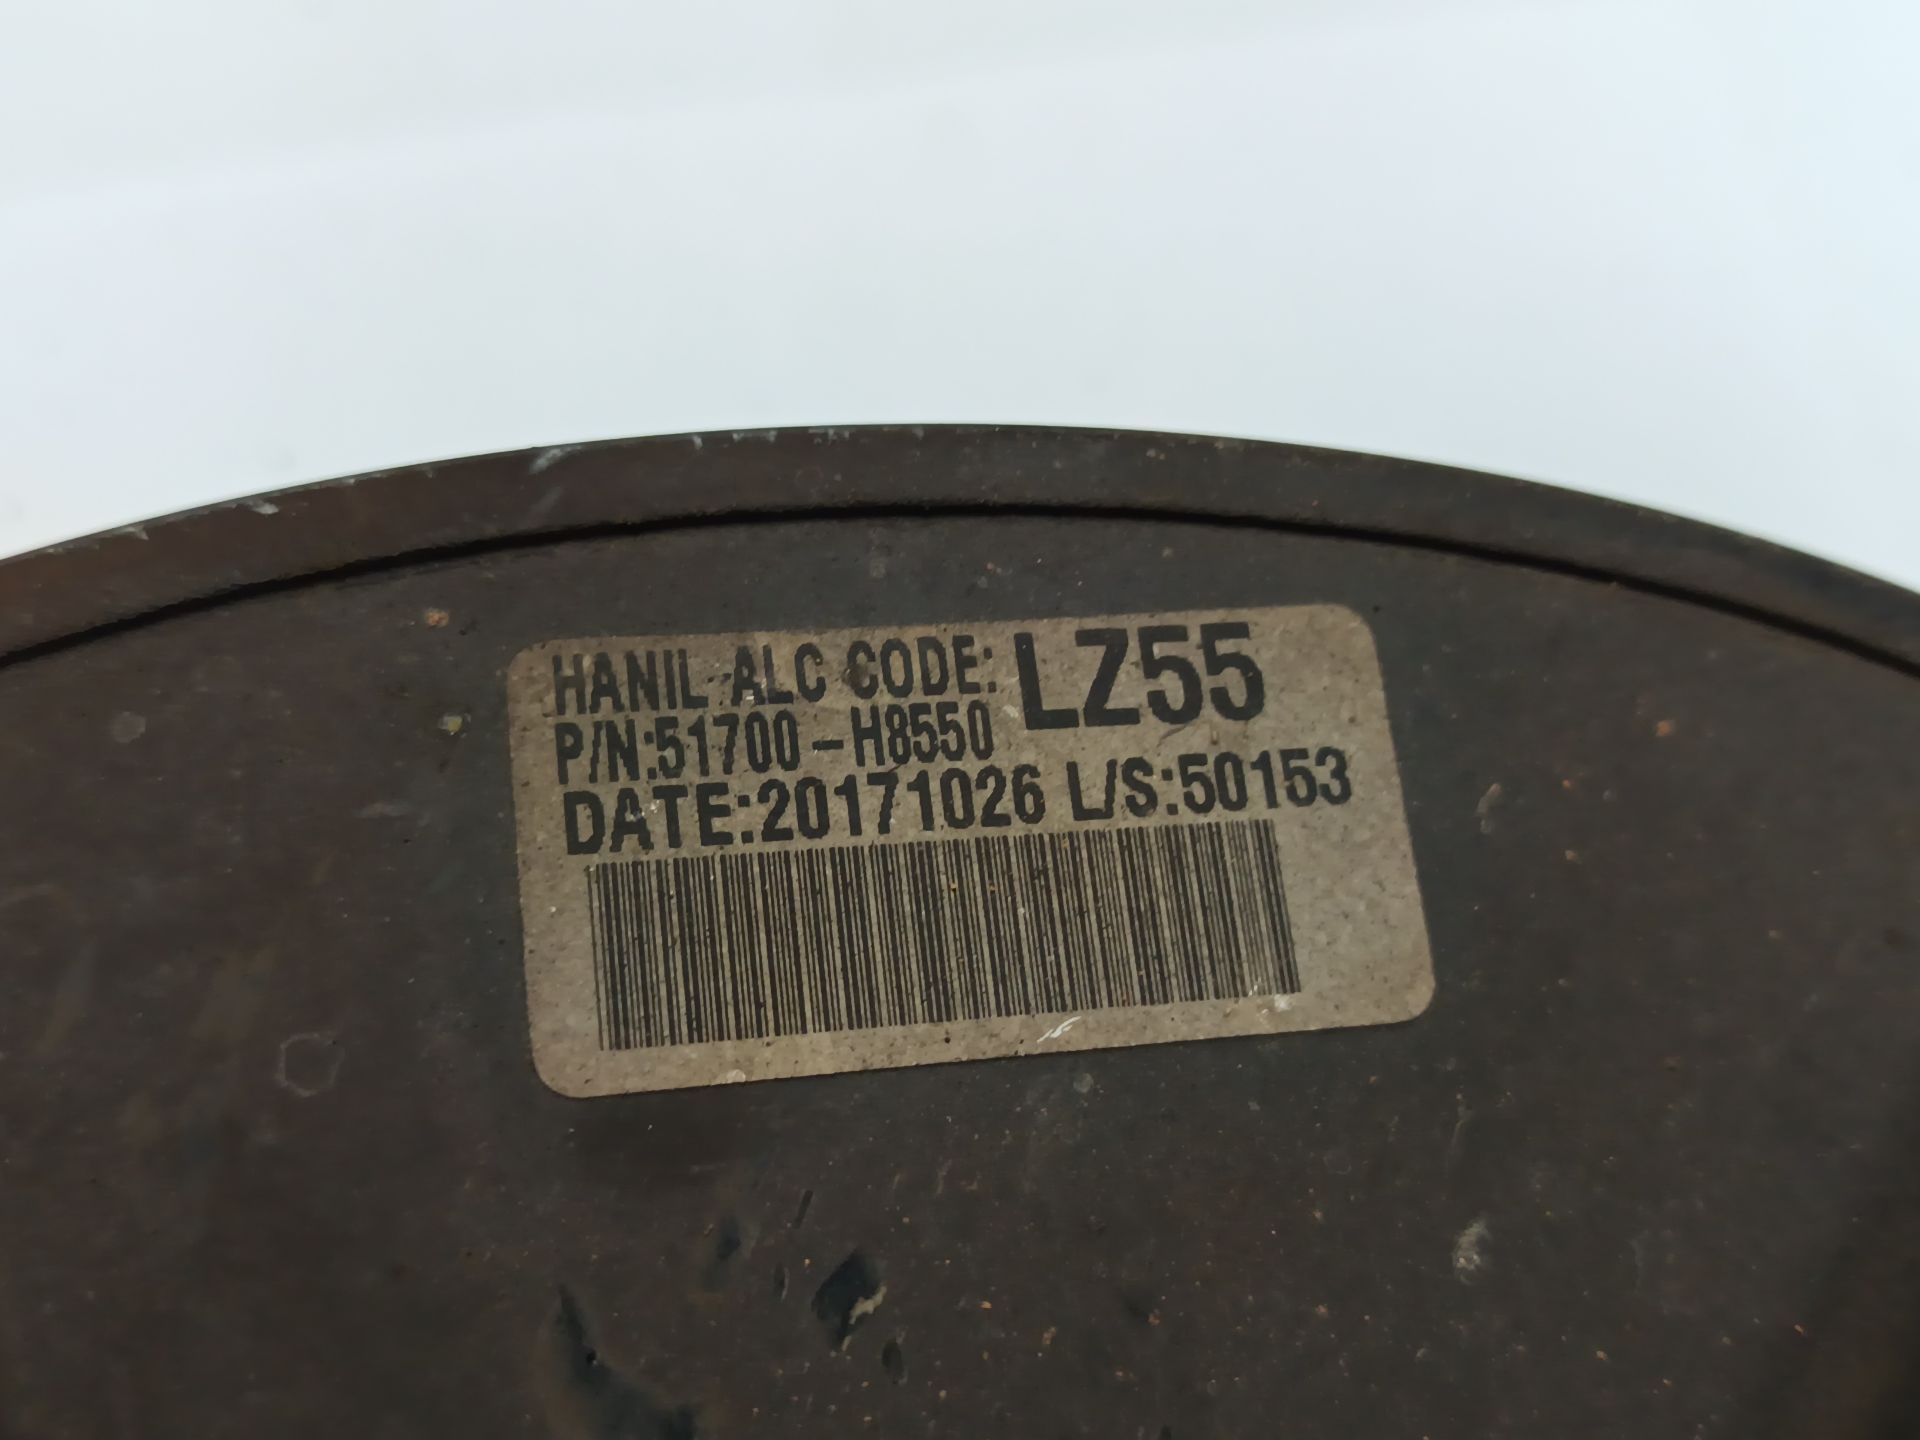 HANIL ALC CODE: LZ55
P/N:51700-H8550
DATE:20171026 L/S:50153